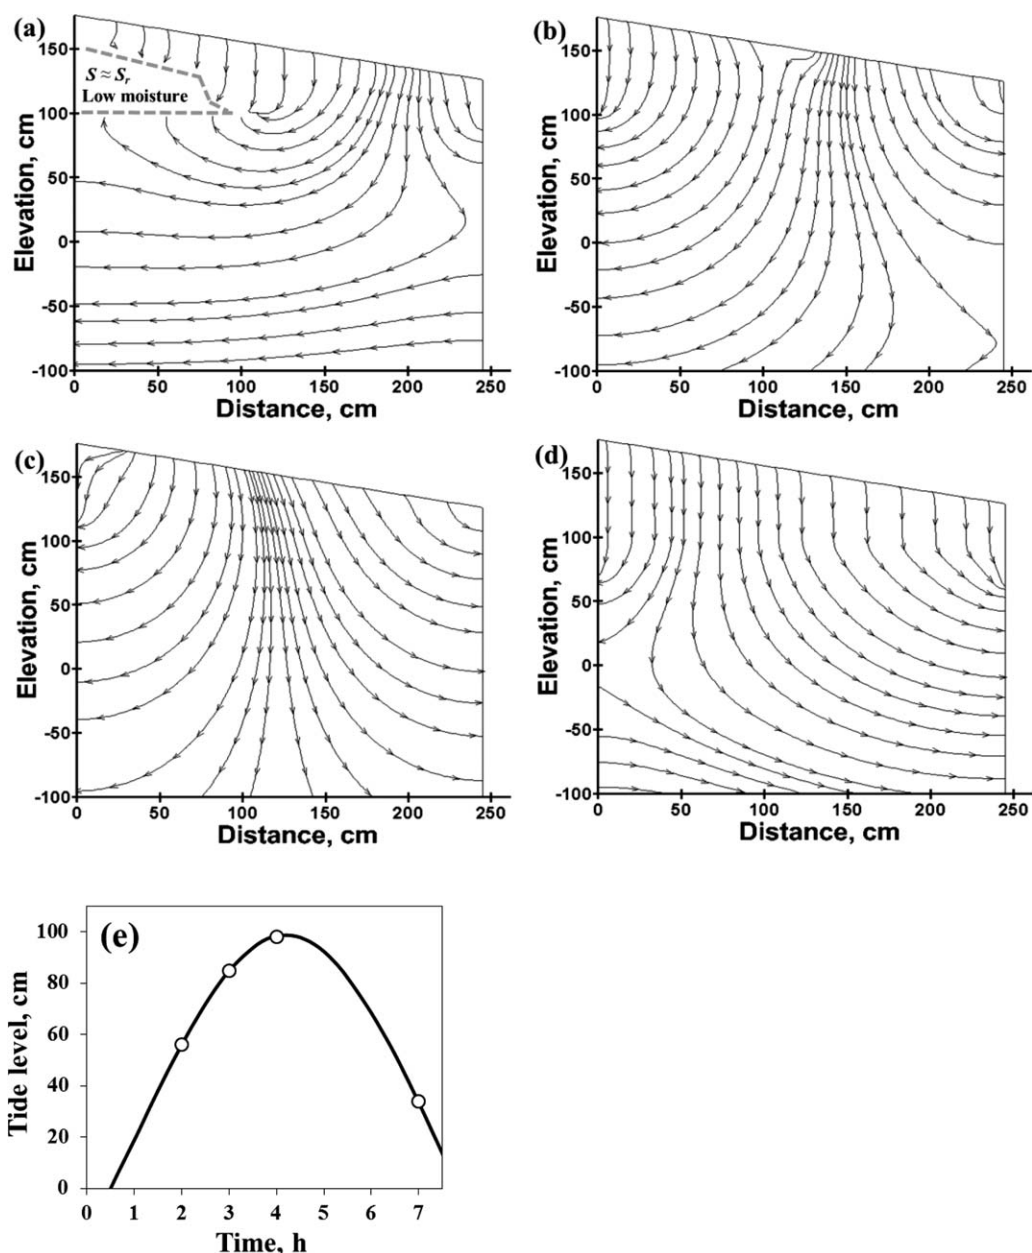 (a)
150
100
50
0
-50
-100
S ≈ Sr
Low moisture
Elevation, cm
0 50 100 150 200 250
Distance, cm
(b)
150
100
50
0
-50
-100
Elevation, cm
0 50 100 150 200 250
Distance, cm
(c)
150
100
50
0
-50
-100
Elevation, cm
0 50 100 150 200 250
Distance, cm
(d)
150
100
50
0
-50
-100
Elevation, cm
0 50 100 150 200 250
Distance, cm
(e)
100
80
60
40
20
0
Tide level, cm
0 1 2 3 4 5 6 7
Time, h